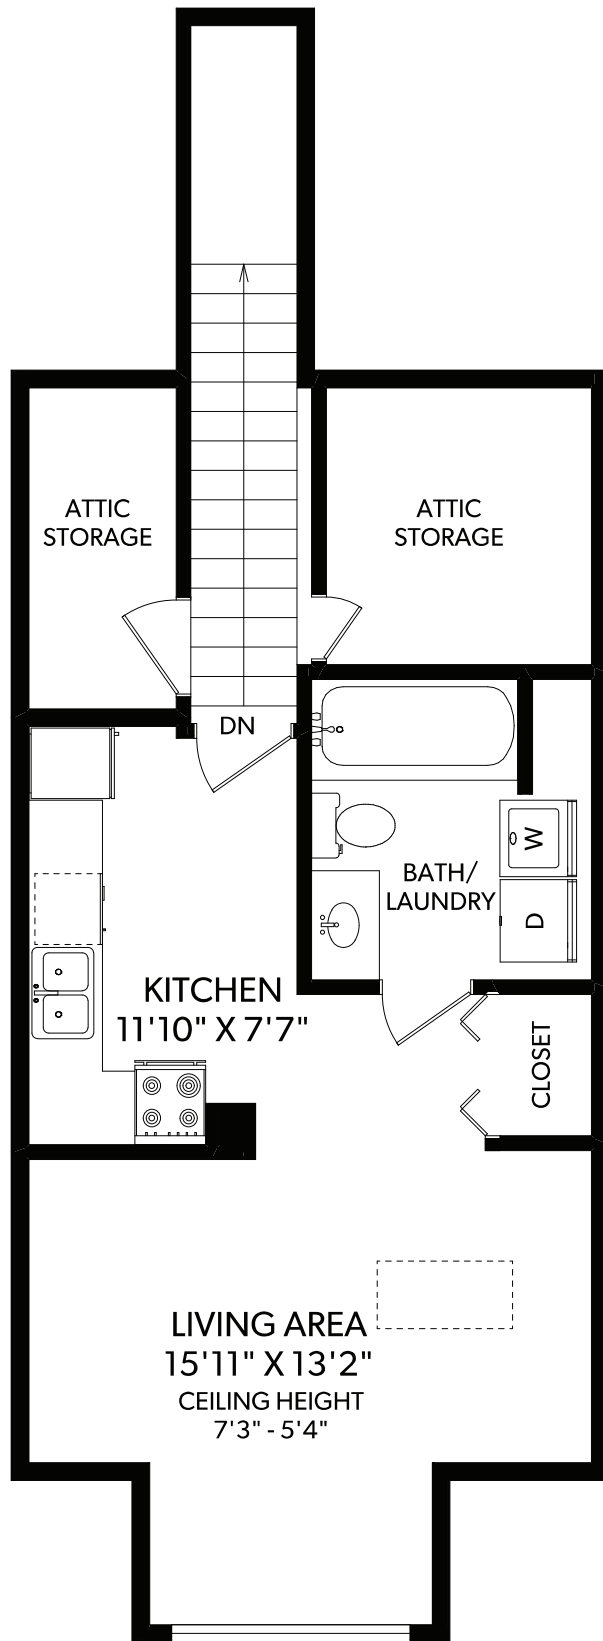 ATTIC
STORAGE
ATTIC
STORAGE
DN
W
BATH/
LAUNDRY
D
KITCHEN
11'10" X 7'7"
CLOSET
LIVING AREA
15'11" X 13'2"
CEILING HEIGHT
7'3" - 5'4"